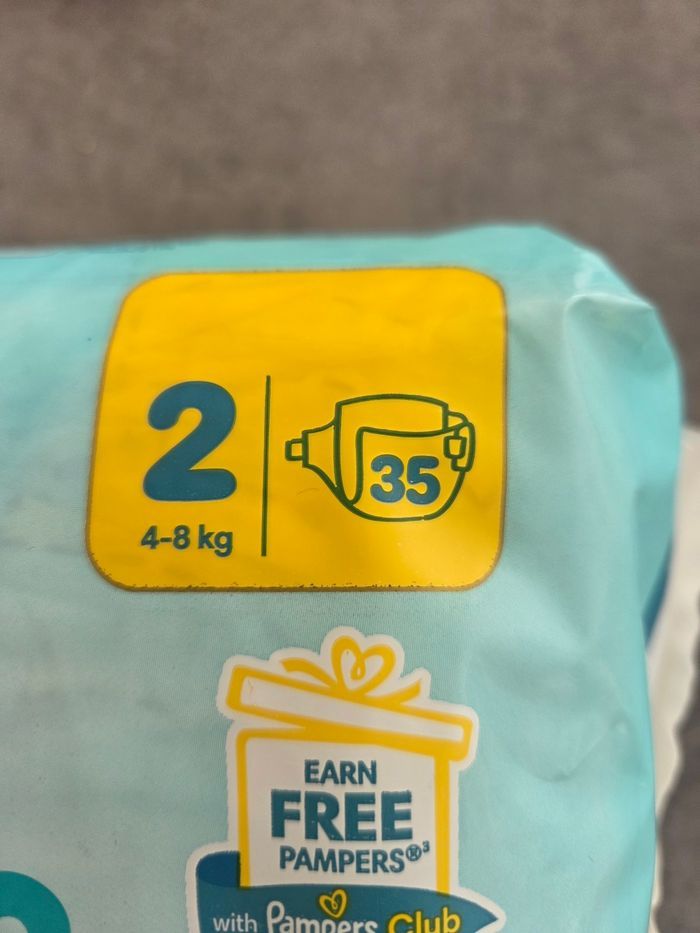 2
4-8 kg
35
EARN
FREE
PAMPERS®³
with Pampers Club